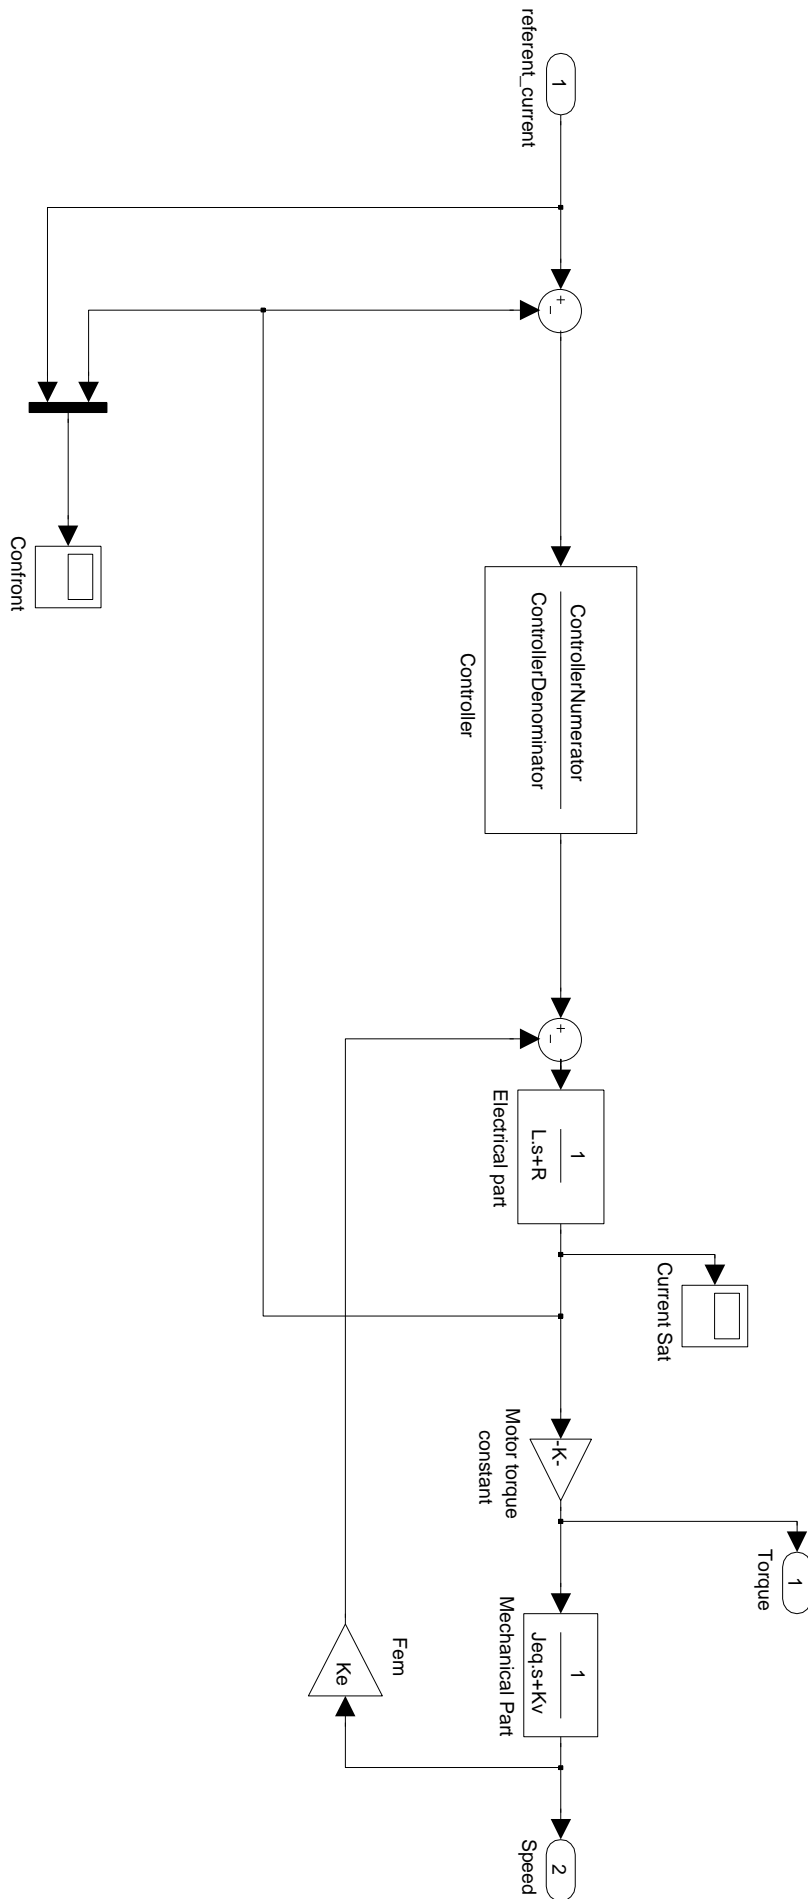 1
referent_current
+
−
ControllerNumerator
ControllerDenominator
Controller
Confront
+
−
1
L.s+R
Electrical part
Current Sat
-K-
Motor torque
constant
1
Torque
1
Jeq.s+Kv
Mechanical Part
Fem
Ke
2
Speed